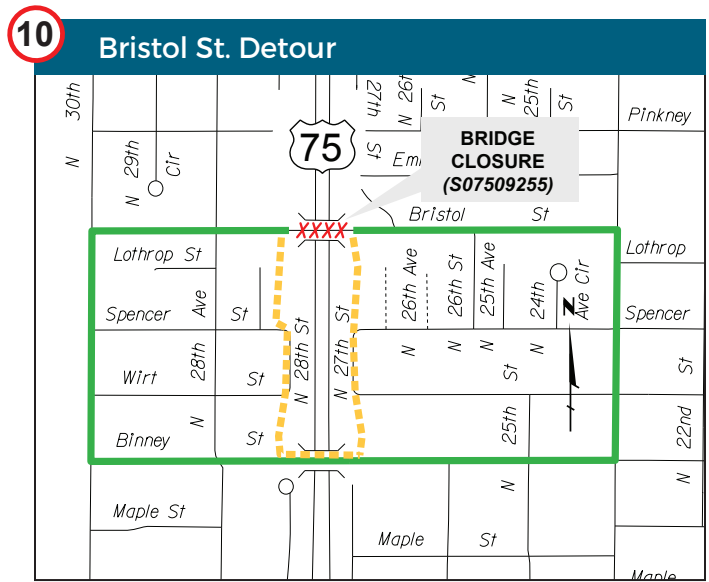 10
Bristol St. Detour
N 30th
N 29th Cir
27th St
N 26th
St
N 25th St
Pinkney
75
BRIDGE
CLOSURE
(S07509255)
XXXX
Bristol St
Lothrop St
Lothrop
Spencer St
Spencer
N 28th Ave
N 28th St
N 27th St
N 26th Ave
N 26th St
N 25th Ave
N 24th Ave Cir
N
Wirt St
N 25th St
N 22nd St
Binney St
Maple St
Maple St
Maple